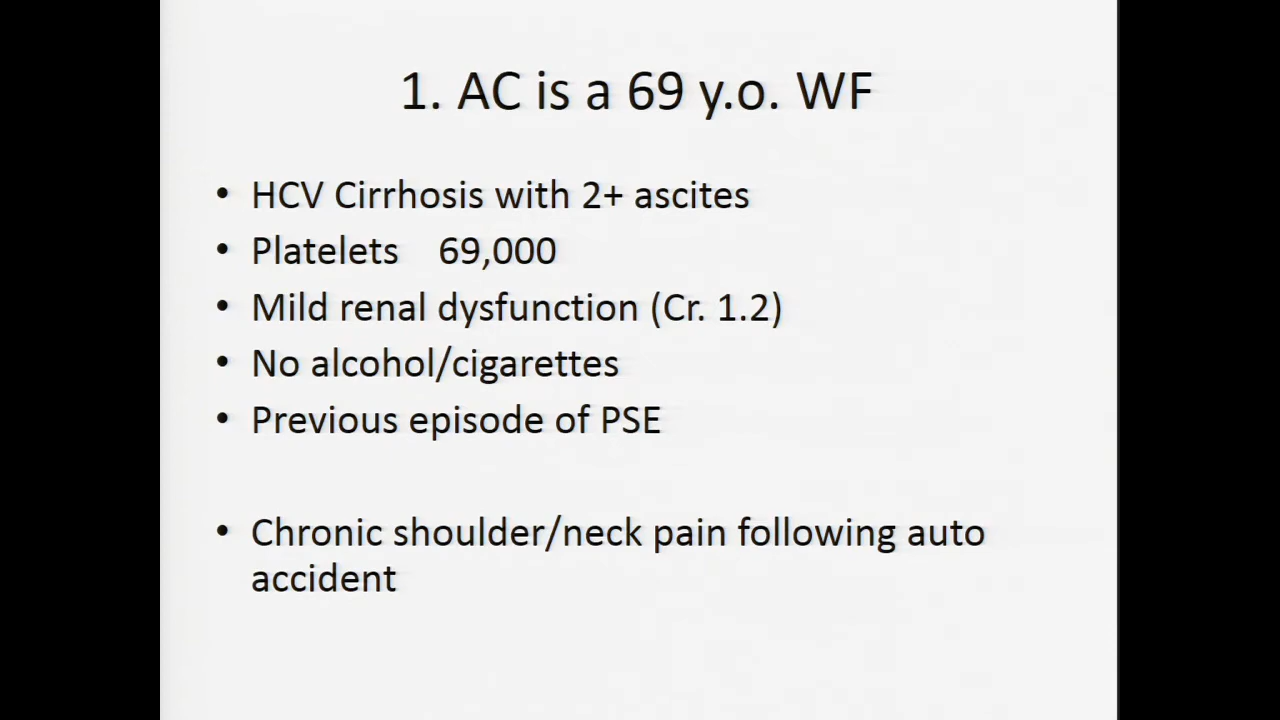 1. AC is a 69 y.o. WF
• HCV Cirrhosis with 2+ ascites
• Platelets 69,000
• Mild renal dysfunction (Cr. 1.2)
• No alcohol/cigarettes
• Previous episode of PSE
• Chronic shoulder/neck pain following auto
accident